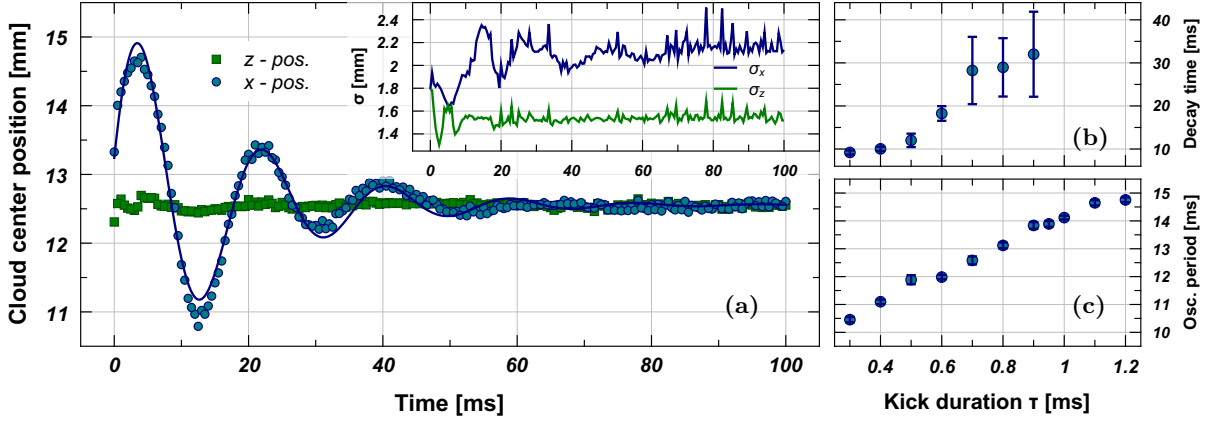 Cloud center position [mm]
15
14
13
12
11
z - pos.
x - pos.
σ [mm]
2.4
2.2
2.0
1.8
1.6
1.4
σx
σz
0 20 40 60 80 100
(a)
0 20 40 60 80 100
Time [ms]
(b)
40
30
20
10
Decay time [ms]
(c)
15
14
13
12
11
10
Osc. period [ms]
0.4 0.6 0.8 1 1.2
Kick duration τ [ms]